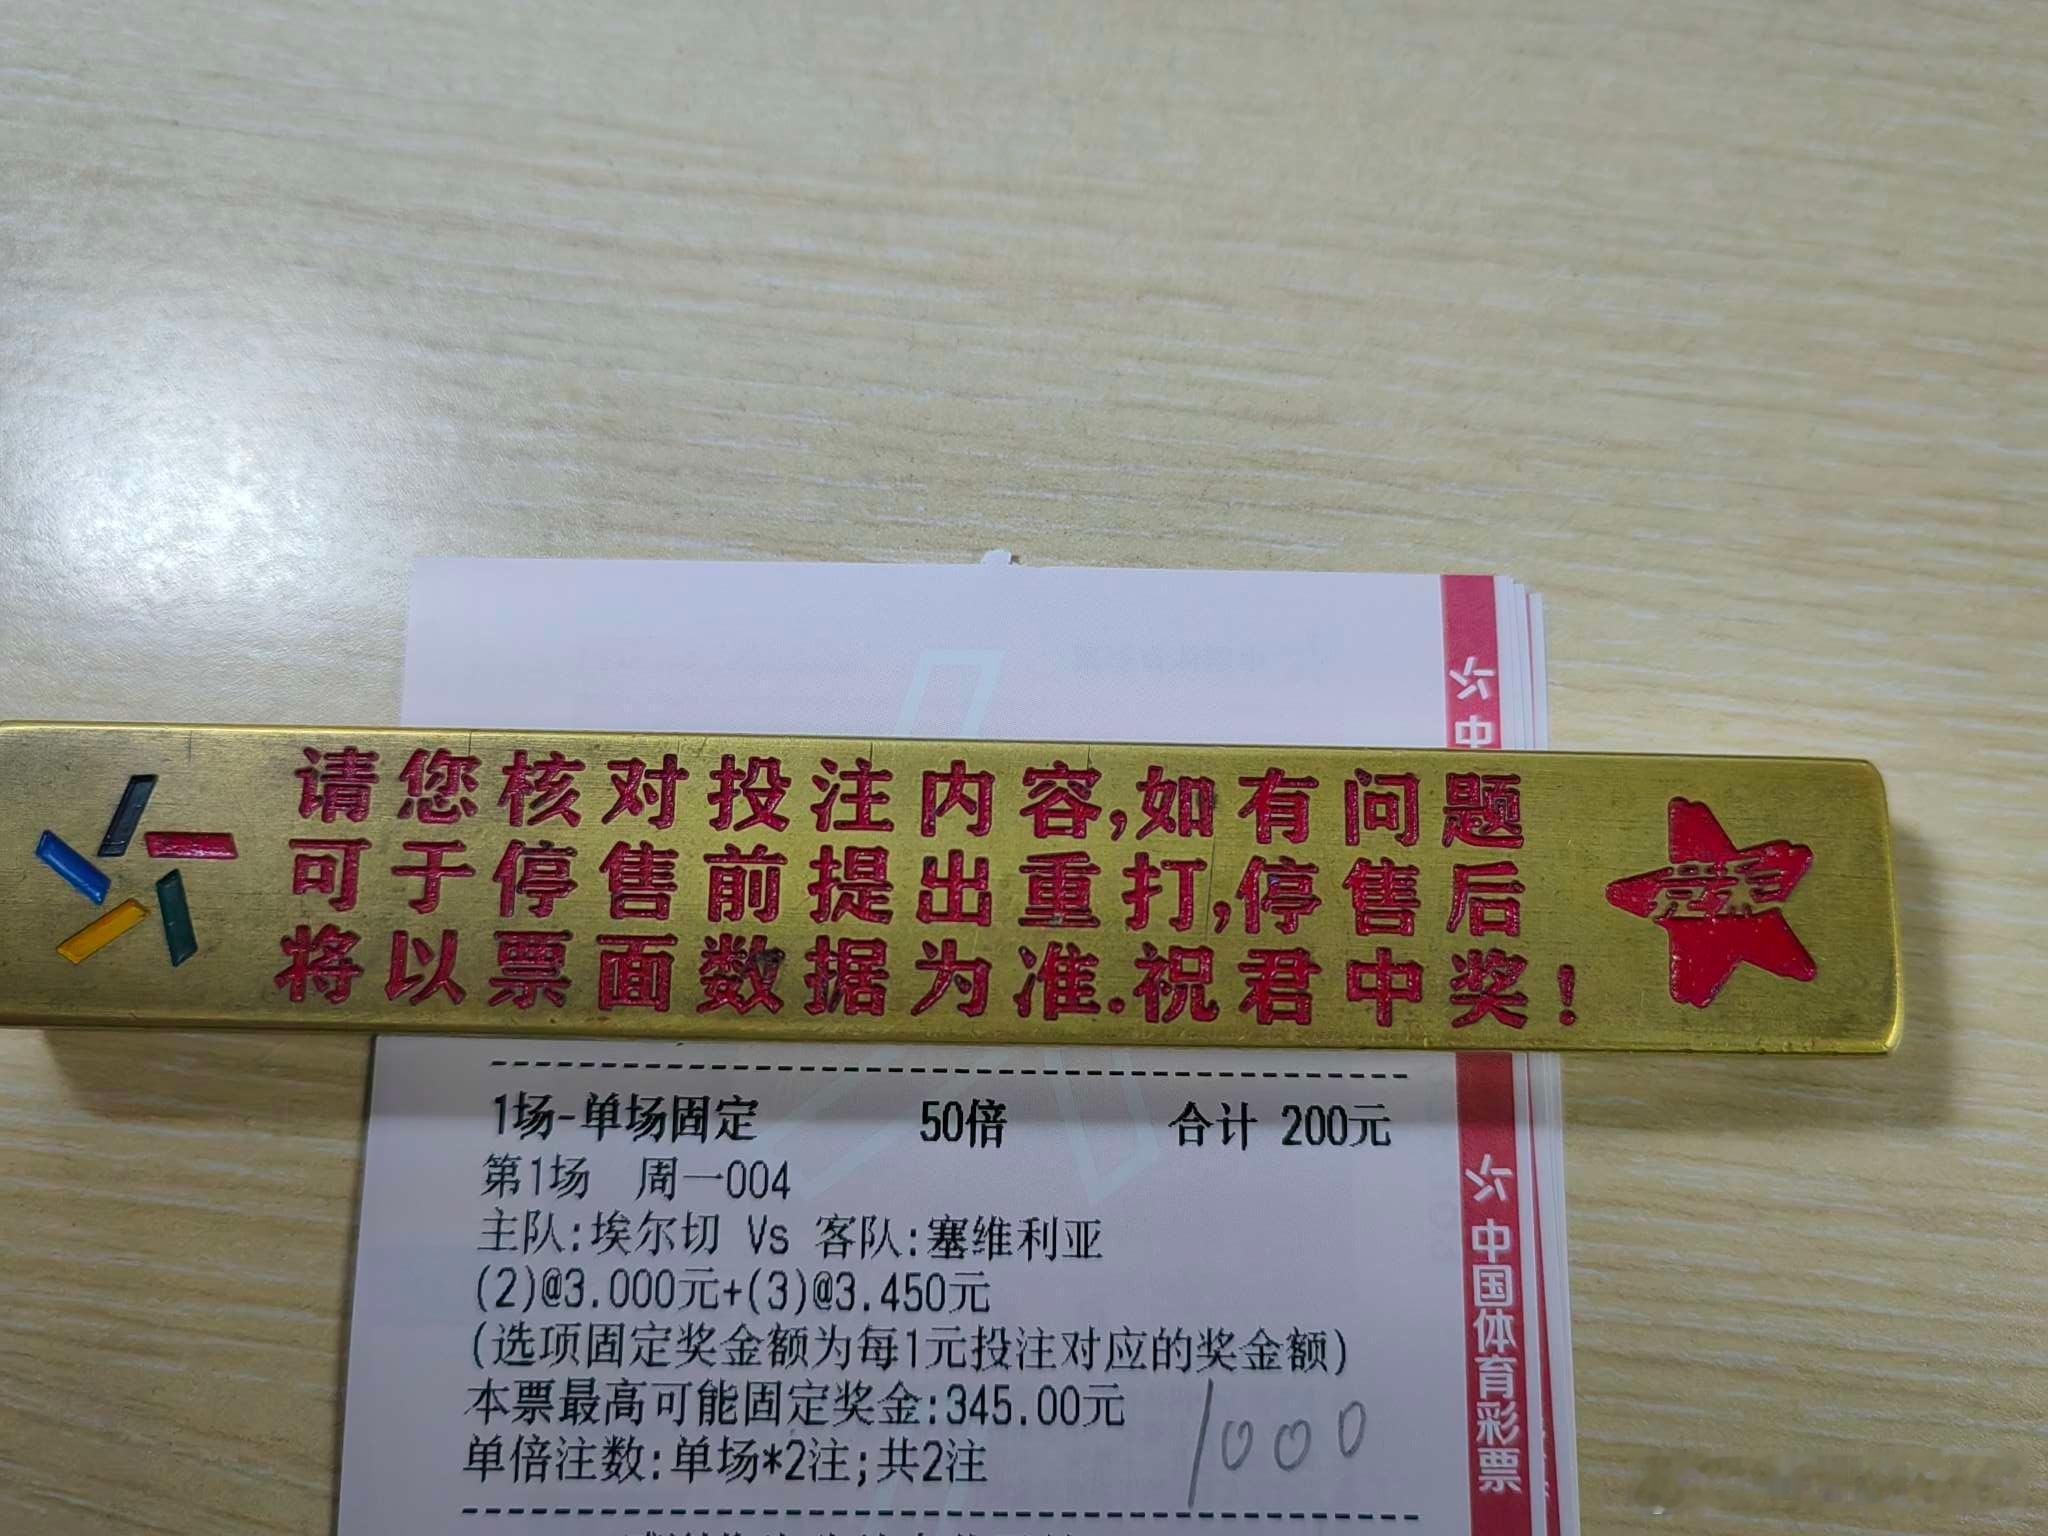 中
请您核对投注内容,如有问题
可于停售前提出重打,停售后
将以票面数据为准.祝君中奖!
1场-单场固定 50倍 合计 200元
第1场 周一004
主队:埃尔切 Vs 客队:塞维利亚
(2)@3.000元+(3)@3.450元
(选项固定奖金额为每1元投注对应的奖金额)
本票最高可能固定奖金:345.00元
单倍注数:单场*2注;共2注
1000
中国体育彩票